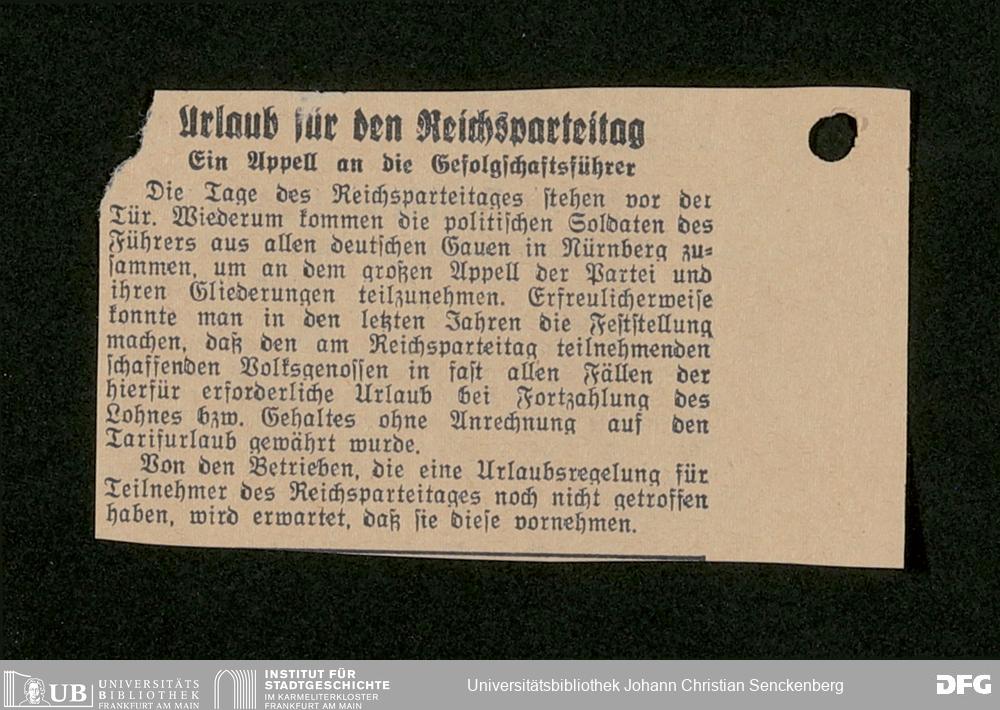 Urlaub für den Reichsparteitag
Ein Appell an die Gefolgschaftsführer
Die Tage des Reichsparteitages stehen vor der
Tür. Wiederum kommen die politischen Soldaten des
Führers aus allen deutschen Gauen in Nürnberg zu-
sammen, um an dem großen Appell der Partei und
ihren Gliederungen teilzunehmen. Erfreulicherweise
konnte man in den letzten Jahren die Feststellung
machen, daß den am Reichsparteitag teilnehmenden
schaffenden Volksgenossen in fast allen Fällen der
hierfür erforderliche Urlaub bei Fortzahlung des
Lohnes bzw. Gehaltes ohne Anrechnung auf den
Tarifurlaub gewährt wurde.
Von den Betrieben, die eine Urlaubsregelung für
Teilnehmer des Reichsparteitages noch nicht getroffen
haben, wird erwartet, daß sie diese vornehmen.
UB UNIVERSITÄTS
BIBLIOTHEK
FRANKFURT AM MAIN
INSTITUT FÜR
STADTGESCHICHTE
IM KARMELITERKLOSTER
FRANKFURT AM MAIN
Universitätsbibliothek Johann Christian Senckenberg
DFG